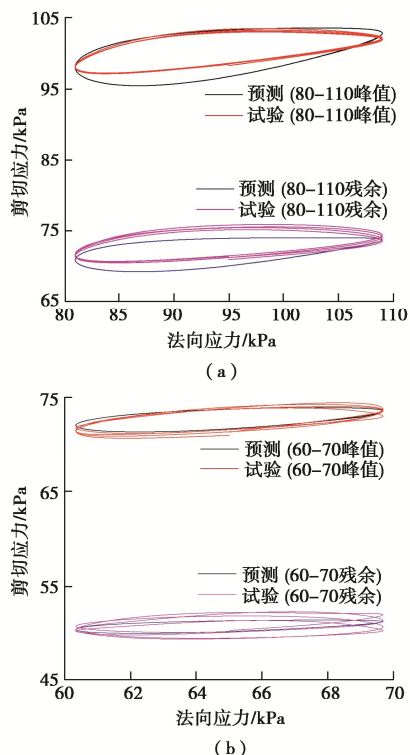 105
95
85
75
65
剪切应力/kPa
预测 (80-110峰值)
试验 (80-110峰值)
预测 (80-110残余)
试验 (80-110残余)
80 85 90 95 100 105 110
法向应力/kPa
(a)
75
65
55
45
剪切应力/kPa
预测 (60-70峰值)
试验 (60-70峰值)
预测 (60-70残余)
试验 (60-70残余)
60 62 64 66 68 70
法向应力/kPa
(b)